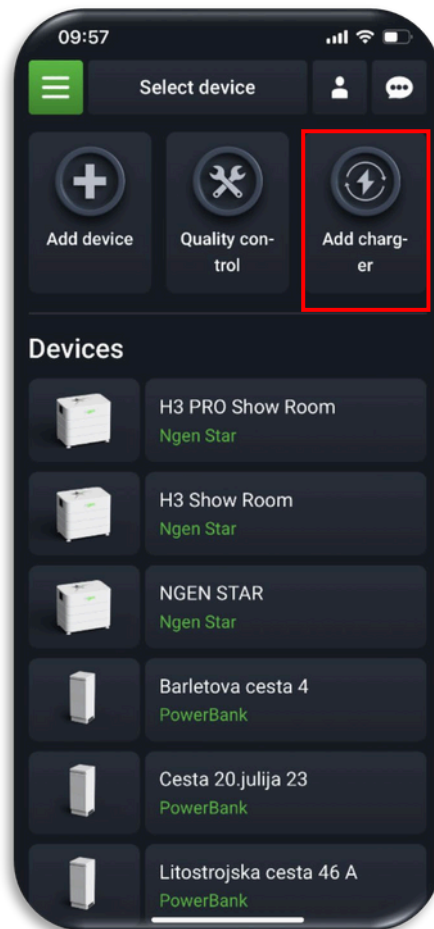 09:57
Select device
Add device
Quality con-
trol
Add charg-
er
Devices
H3 PRO Show Room
Ngen Star
H3 Show Room
Ngen Star
NGEN STAR
Ngen Star
Barletova cesta 4
PowerBank
Cesta 20.julija 23
PowerBank
Litostrojska cesta 46 A
PowerBank